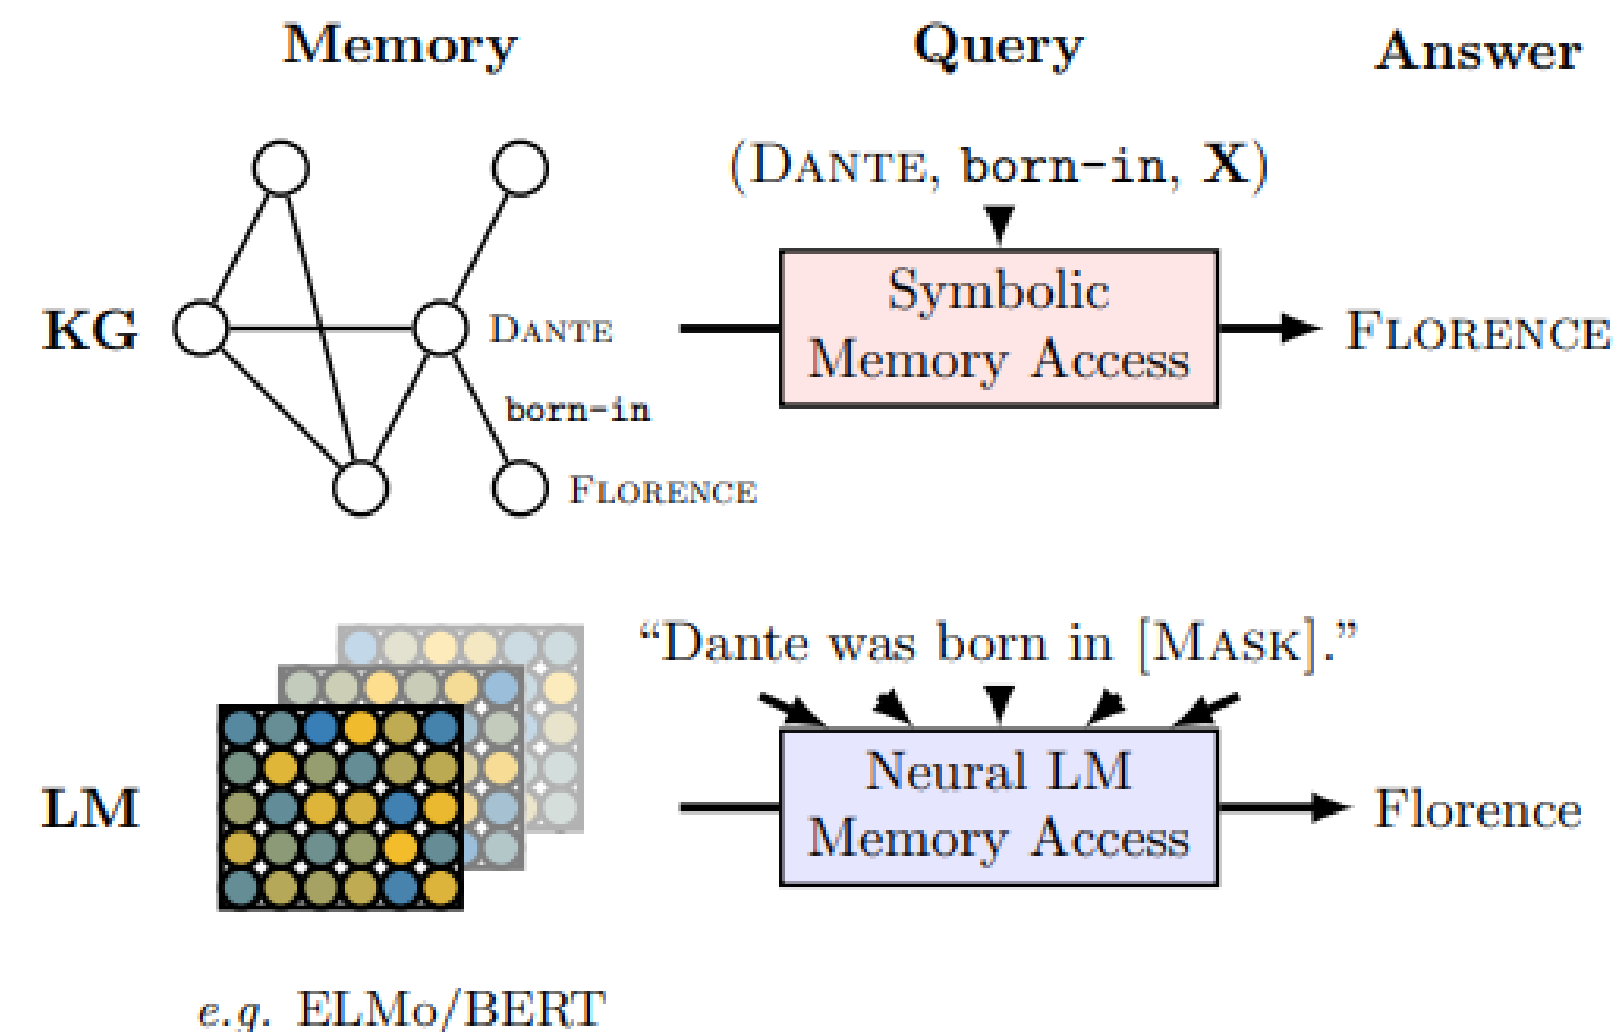 Memory Query Answer
(DANTE, born-in, X)
KG
DANTE
born-in
FLORENCE
Symbolic
Memory Access
FLORENCE
"Dante was born in [MASK]."
LM
Neural LM
Memory Access
Florence
e.g. ELMo/BERT